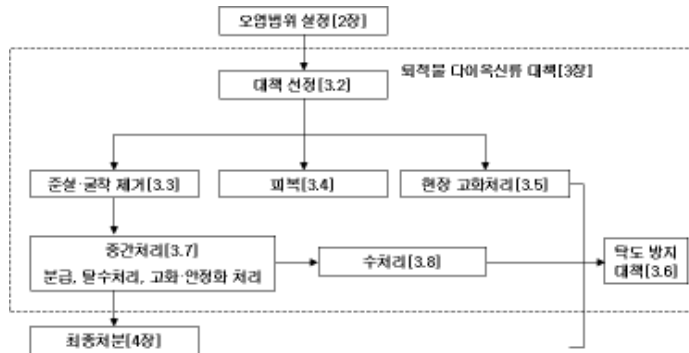 오염범위 설정[2장]
퇴적물 다이옥신류 대책[3장]
대책 선정[3.2]
준설·굴착 제거[3.3]
피복[3.4]
현장 고화처리[3.5]
중간처리[3.7]
분급, 탈수처리, 고화·안정화 처리
수처리[3.8]
탁도 방지
대책[3.6]
최종처분[4장]